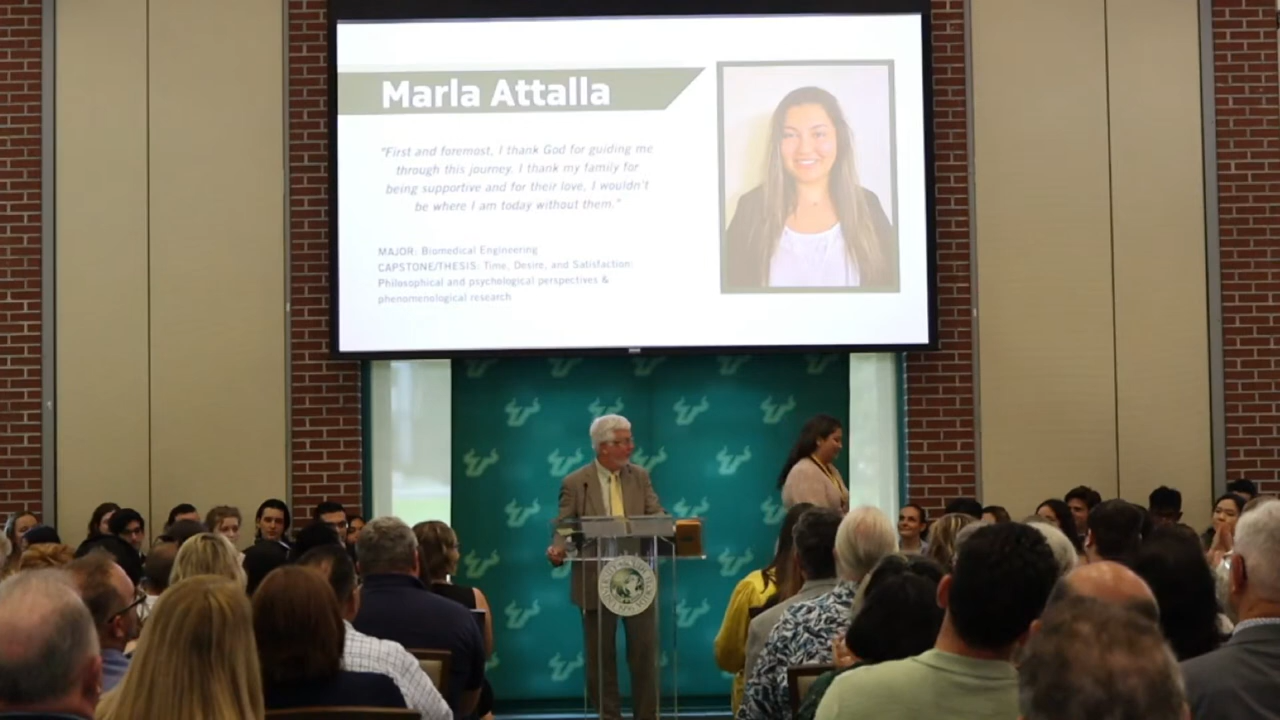 Marla Attalla
"First and foremost, I thank God for guiding me
through this journey. I thank my family for
being supportive and for their love, I wouldn't
be where I am today without them."
MAJOR: Biomedical Engineering
CAPSTONE/THESIS: Time, Desire, and Satisfaction:
Philosphical and psychological perspectives &
phenomenological research